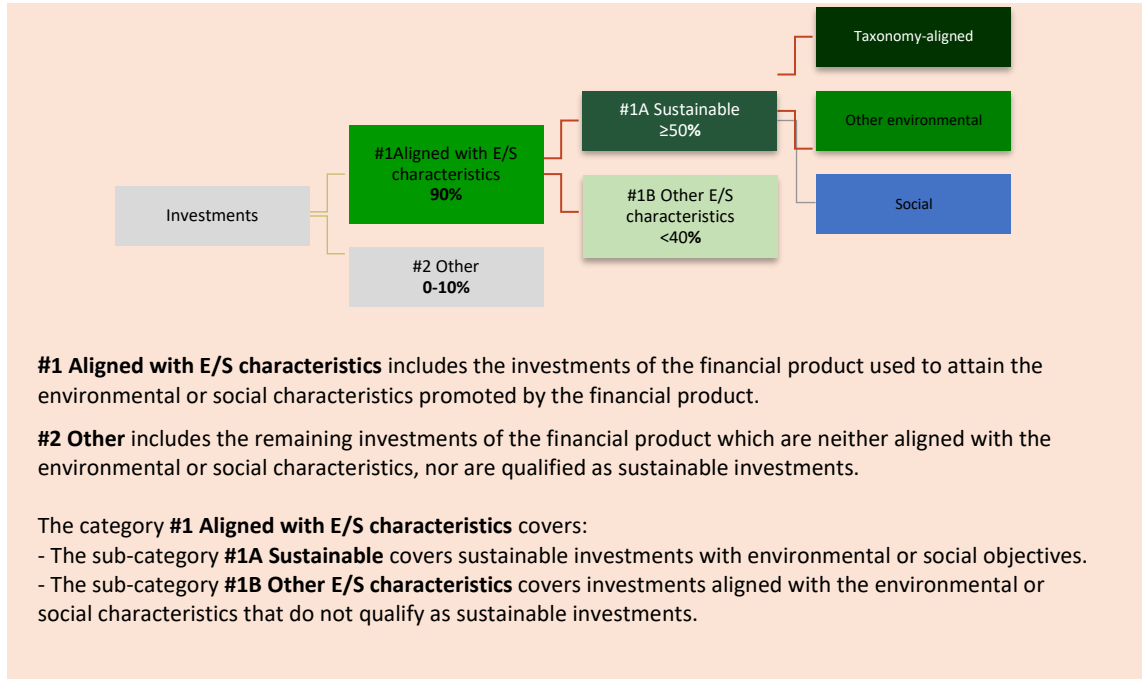 Taxonomy-aligned
#1A Sustainable
≥50%
Other environmental
#1Aligned with E/S
characteristics
90%
#1B Other E/S
characteristics
<40%
Social
Investments
#2 Other
0-10%
#1 Aligned with E/S characteristics includes the investments of the financial product used to attain the
environmental or social characteristics promoted by the financial product.
#2 Other includes the remaining investments of the financial product which are neither aligned with the
environmental or social characteristics, nor are qualified as sustainable investments.
The category #1 Aligned with E/S characteristics covers:
- The sub-category #1A Sustainable covers sustainable investments with environmental or social objectives.
- The sub-category #1B Other E/S characteristics covers investments aligned with the environmental or
social characteristics that do not qualify as sustainable investments.